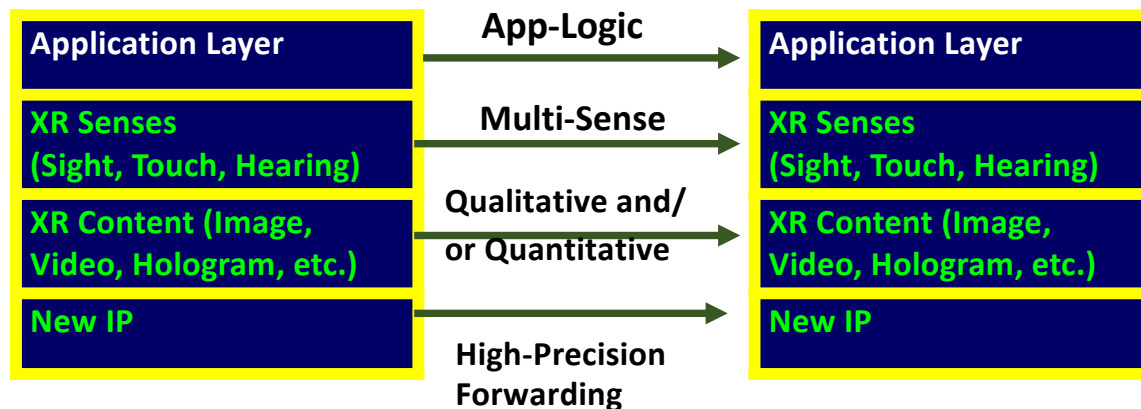 Application Layer
XR Senses
(Sight, Touch, Hearing)
XR Content (Image,
Video, Hologram, etc.)
New IP
App-Logic
Multi-Sense
Qualitative and/
or Quantitative
High-Precision
Forwarding
Application Layer
XR Senses
(Sight, Touch, Hearing)
XR Content (Image,
Video, Hologram, etc.)
New IP